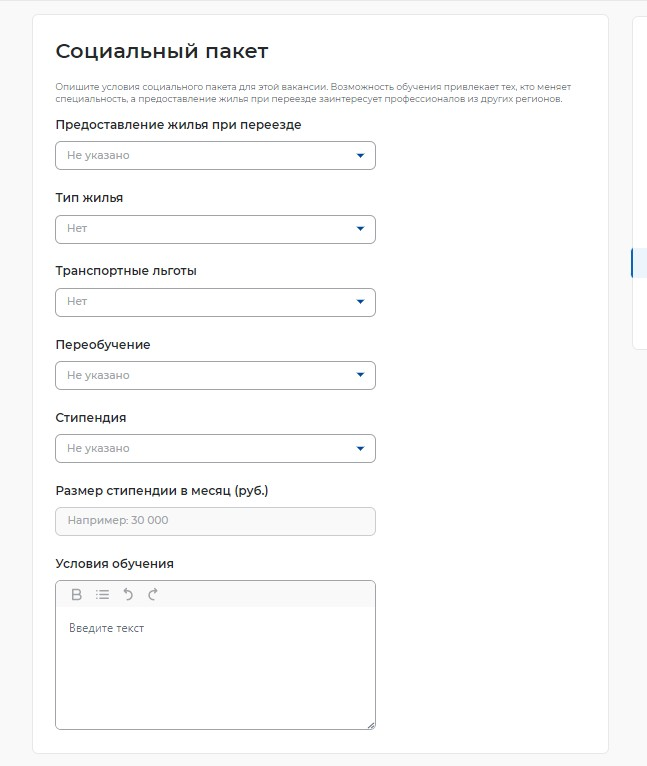 Социальный пакет
Опишите условия социального пакета для этой вакансии. Возможность обучения привлекает тех, кто меняет
специальность, а предоставление жилья при переезде заинтересует профессионалов из других регионов.
Предоставление жилья при переезде
Не указано
Тип жилья
Нет
Транспортные льготы
Нет
Переобучение
Не указано
Стипендия
Не указано
Размер стипендии в месяц (руб.)
Например: 30 000
Условия обучения
B
Введите текст